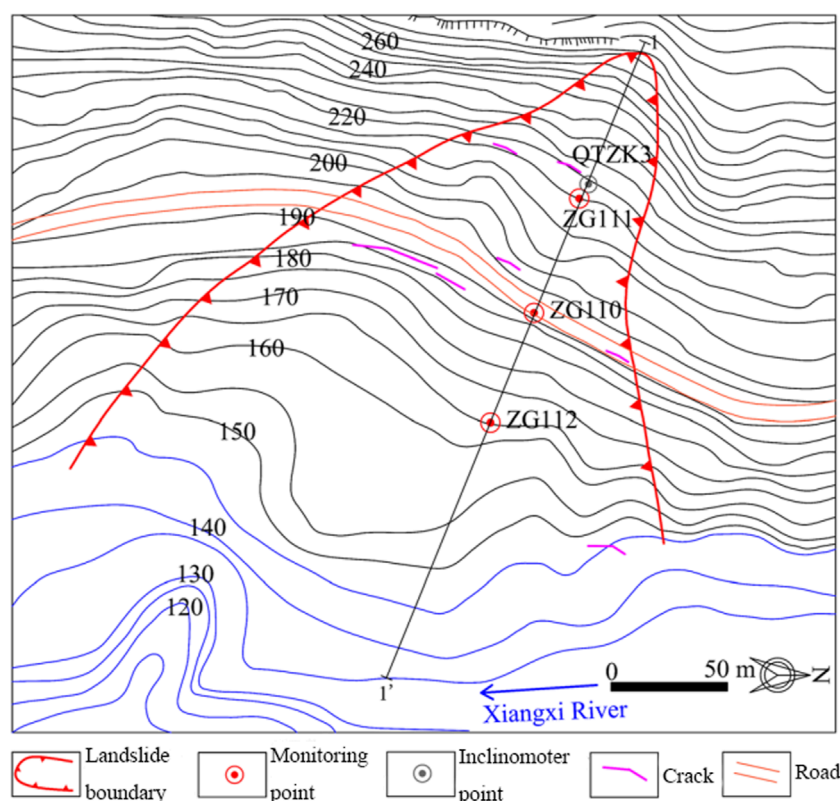 260
1
240
220
QTZK3
200
ZG111
190
180
ZG110
170
160
ZG112
150
140
130
120
0 50 m
N
1'
Xiangxi River
Landslide
boundary
Monitoring
point
Inclinomoter
point
Crack
Road